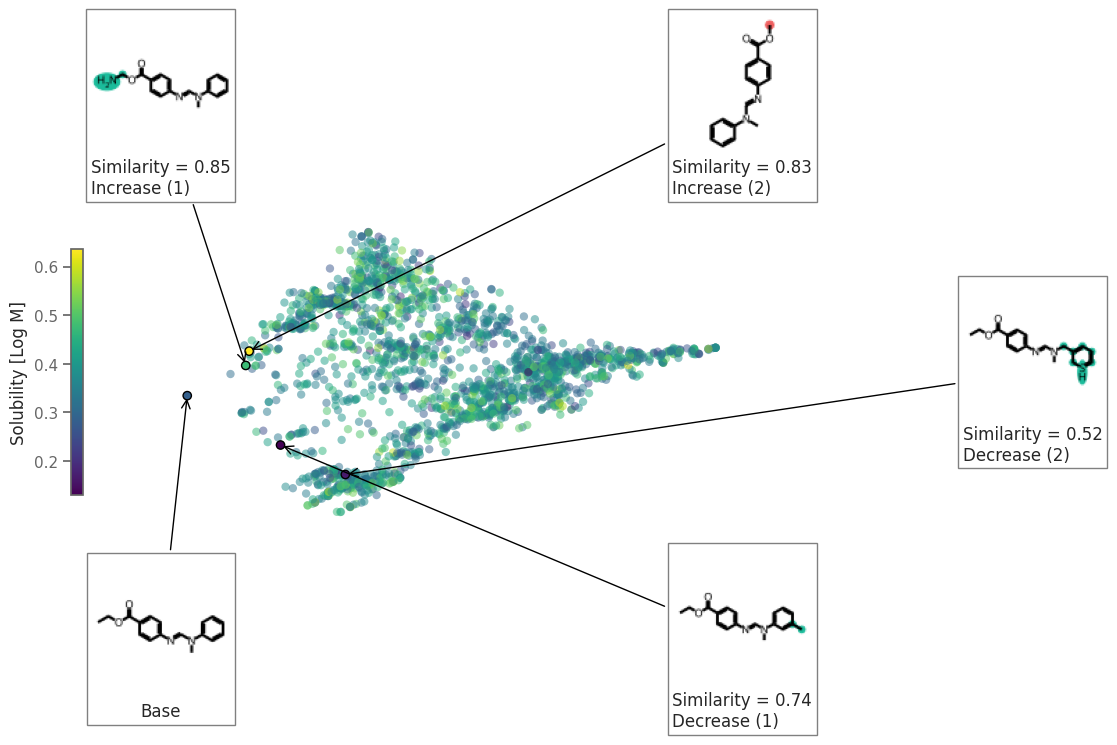 H2N
O
O
N
N
Similarity = 0.85
Increase (1)
O
O
N
N
Similarity = 0.83
Increase (2)
Solubility [Log M]
0.6
0.5
0.4
0.3
0.2
O
O
N
N
S
H
Similarity = 0.52
Decrease (2)
O
O
N
N
Base
O
O
N
N
Similarity = 0.74
Decrease (1)